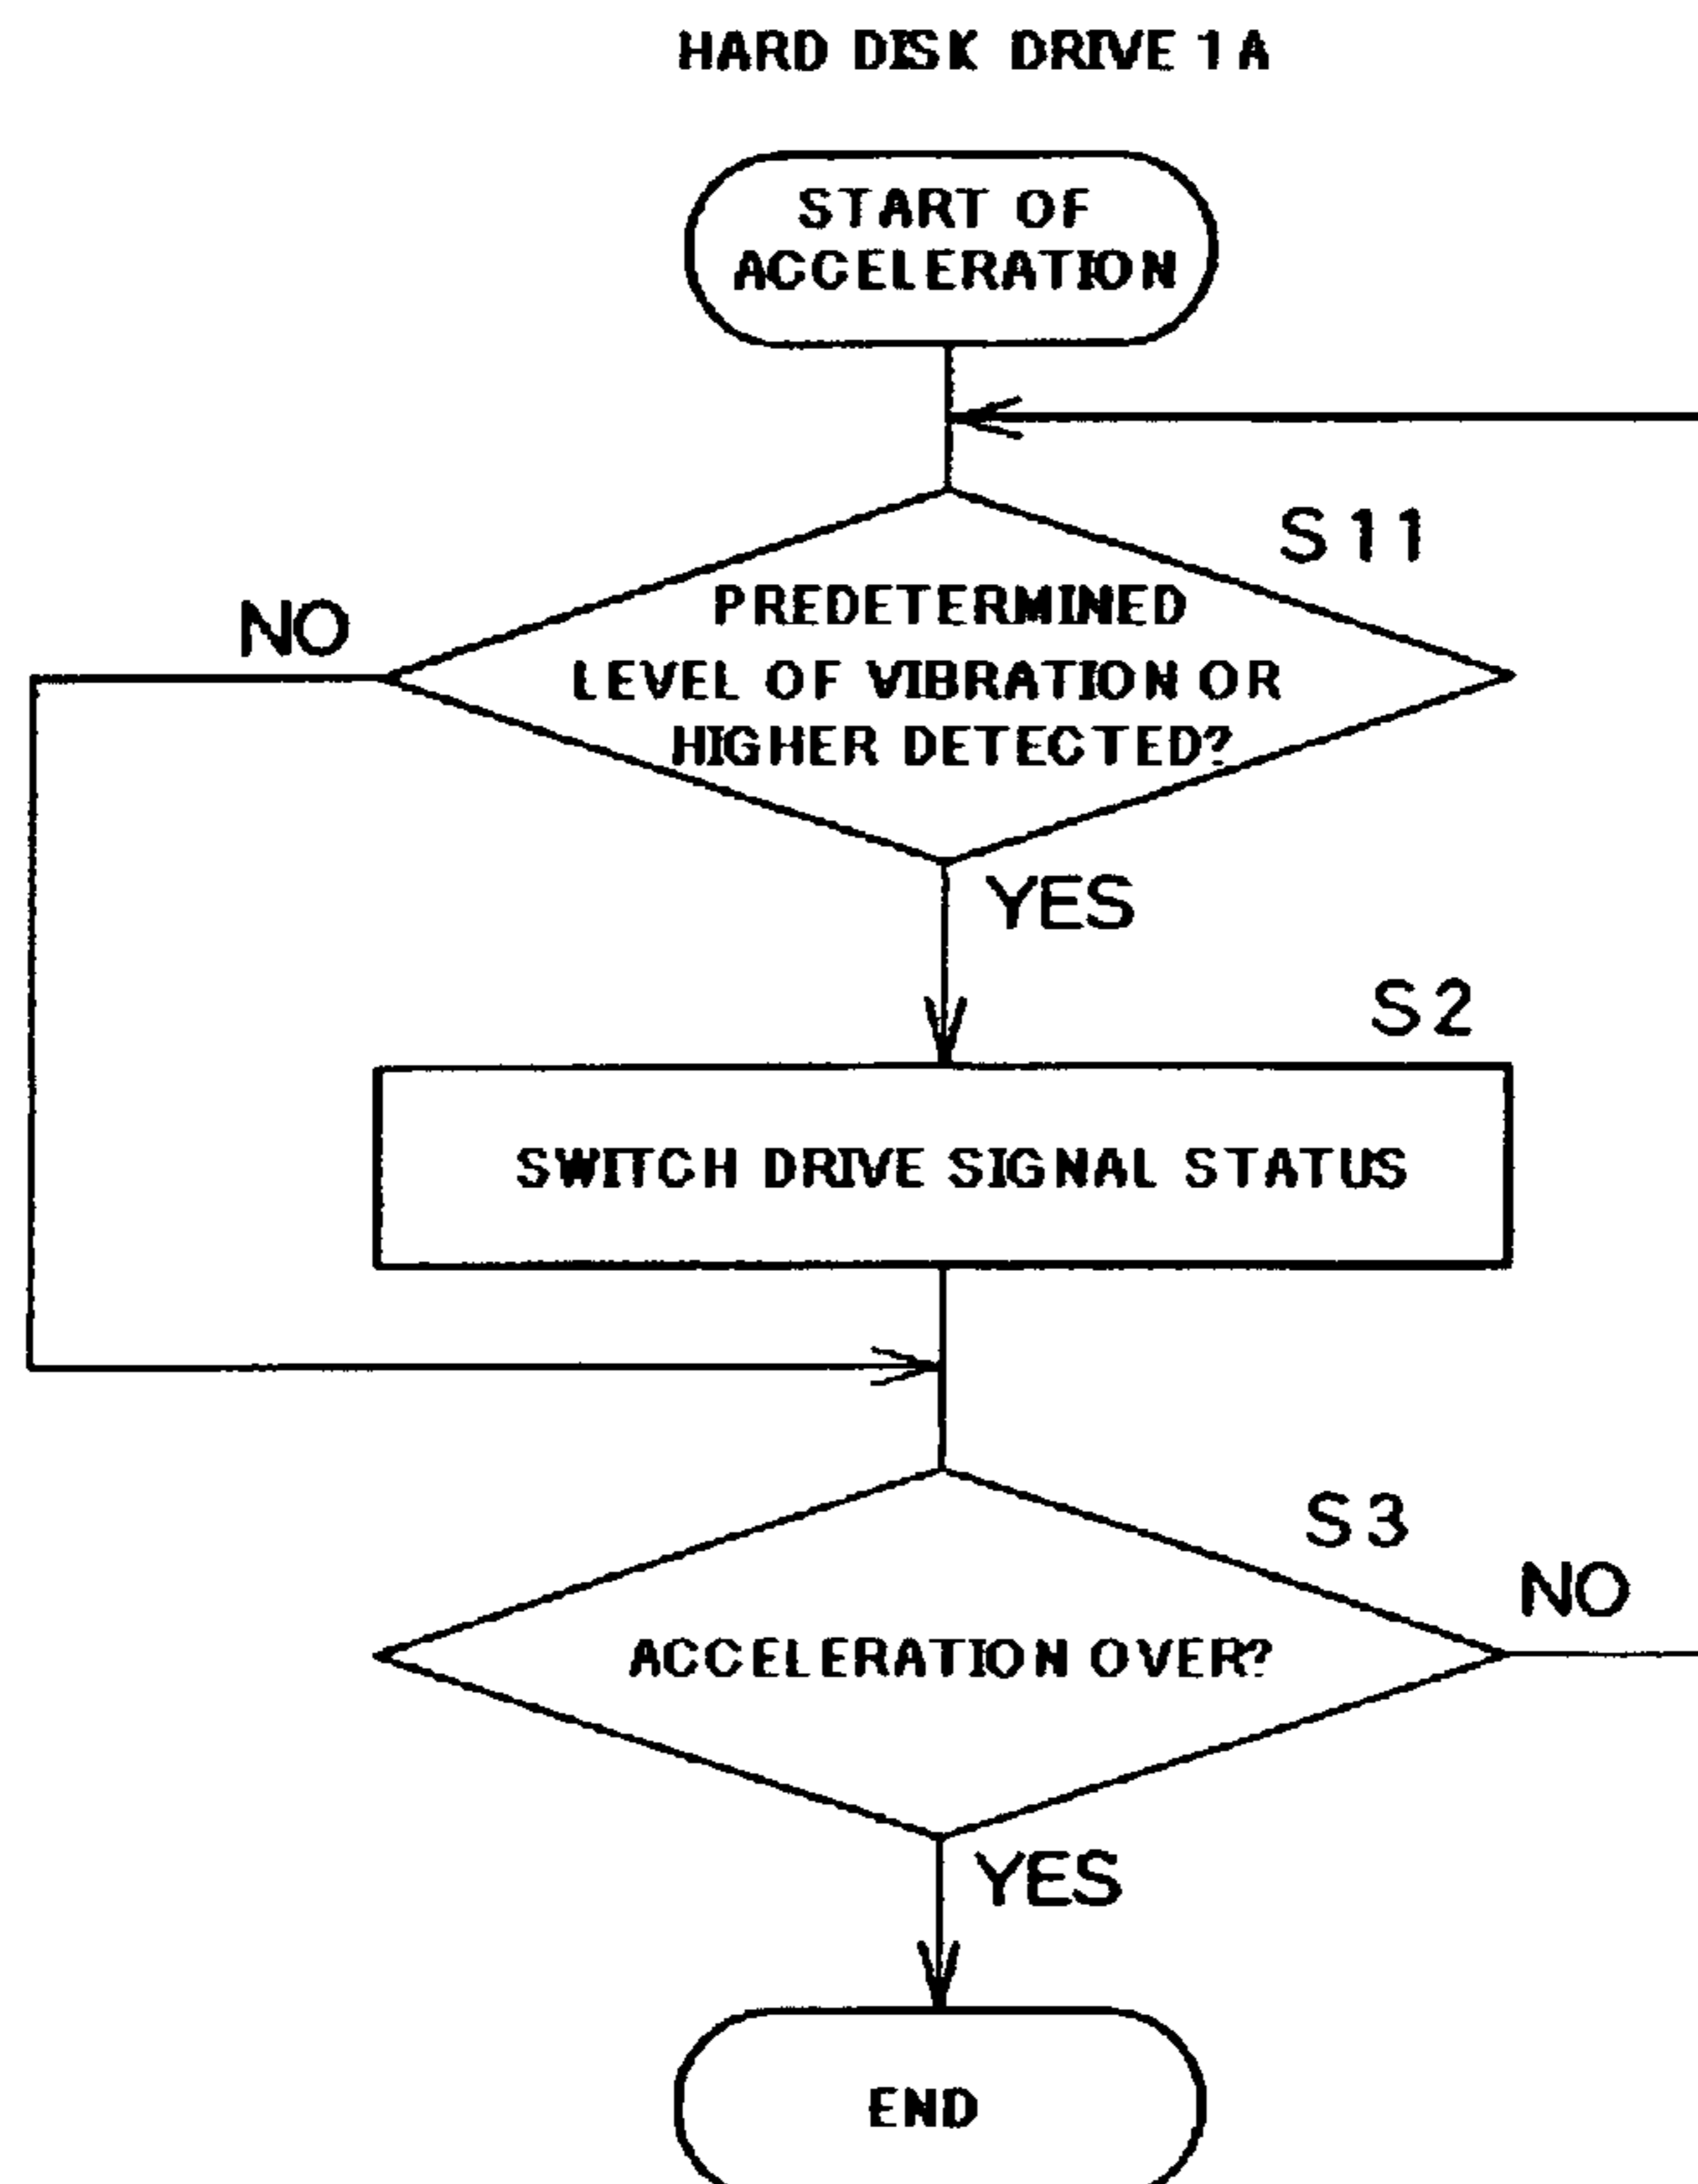 HARD DISK DRIVE 1A
START OF
ACCELERATION
S11
PREDETERMINED
LEVEL OF VIBRATION OR
HIGHER DETECTED?
NO
YES
S2
SWITCH DRIVE SIGNAL STATUS
S3
NO
ACCELERATION OVER?
YES
END